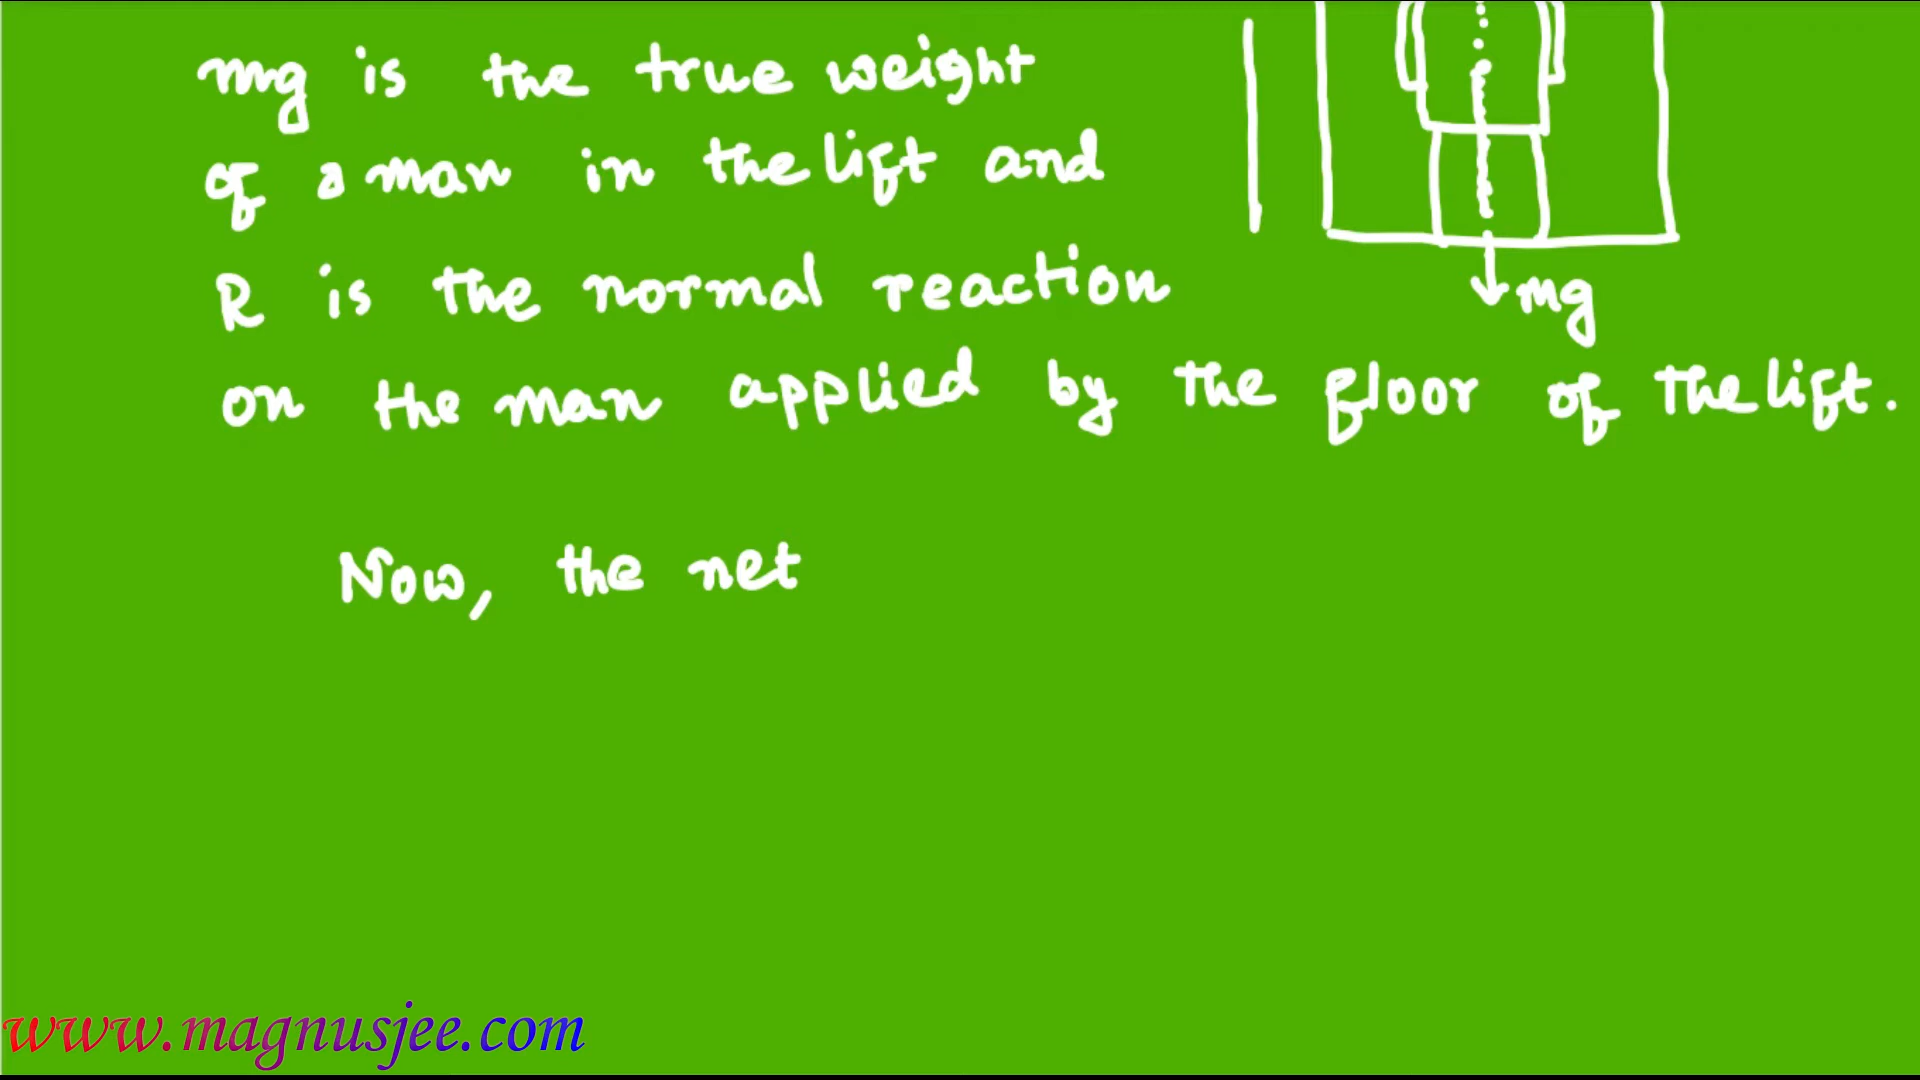 mg is the true weight
of a man in the lift and
R is the normal reaction
mg
on the man applied by the floor of the lift.
Now, the net
www.magnusjee.com